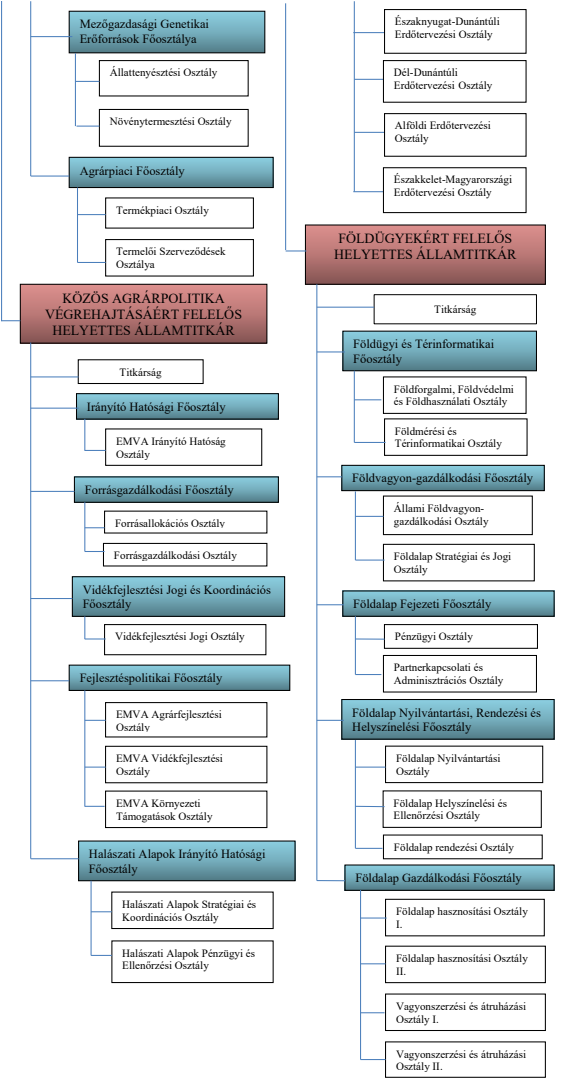 Mezőgazdasági Genetikai
Erőforrások Főosztálya
Állattenyésztési Osztály
Növénytermesztési Osztály
Agrárpiaci Főosztály
Termékpiaci Osztály
Termelői Szerveződések
Osztálya
KÖZÖS AGRÁRPOLITIKA
VÉGREHAJTÁSÁÉRT FELELŐS
HELYETTES ÁLLAMTITKÁR
Titkárság
Irányító Hatósági Főosztály
EMVA Irányító Hatóság
Osztály
Forrásgazdálkodási Főosztály
Forrásallokációs Osztály
Forrásgazdálkodási Osztály
Vidékfejlesztési Jogi és Koordinációs
Főosztály
Vidékfejlesztési Jogi Osztály
Fejlesztéspolitikai Főosztály
EMVA Agrárfejlesztési
Osztály
EMVA Vidékfejlesztési
Osztály
EMVA Környezeti
Támogatások Osztály
Halászati Alapok Irányító Hatósági
Főosztály
Halászati Alapok Stratégiai és
Koordinációs Osztály
Halászati Alapok Pénzügyi és
Ellenőrzési Osztály
Északnyugat-Dunántúli
Erdőtervezési Osztály
Dél-Dunántúli
Erdőtervezési Osztály
Alföldi Erdőtervezési
Osztály
Északkelet-Magyarországi
Erdőtervezési Osztály
FÖLDÜGYEKÉRT FELELŐS
HELYETTES ÁLLAMTITKÁR
Titkárság
Földügyi és Térinformatikai
Főosztály
Földforgalmi, Földvédelmi
és Földhasználati Osztály
Földmérési és
Térinformatikai Osztály
Földvagyon-gazdálkodási Főosztály
Állami Földvagyon-
gazdálkodási Osztály
Földalap Stratégiai és Jogi
Osztály
Földalap Fejezeti Főosztály
Pénzügyi Osztály
Partnerkapcsolati és
Adminisztrációs Osztály
Földalap Nyilvántartási, Rendezési és
Helyszínelési Főosztály
Földalap Nyilvántartási
Osztály
Földalap Helyszínelési és
Ellenőrzési Osztály
Földalap rendezési Osztály
Földalap Gazdálkodási Főosztály
Földalap hasznosítási Osztály
I.
Földalap hasznosítási Osztály
II.
Vagyonszerzési és átruházási
Osztály I.
Vagyonszerzési és átruházási
Osztály II.